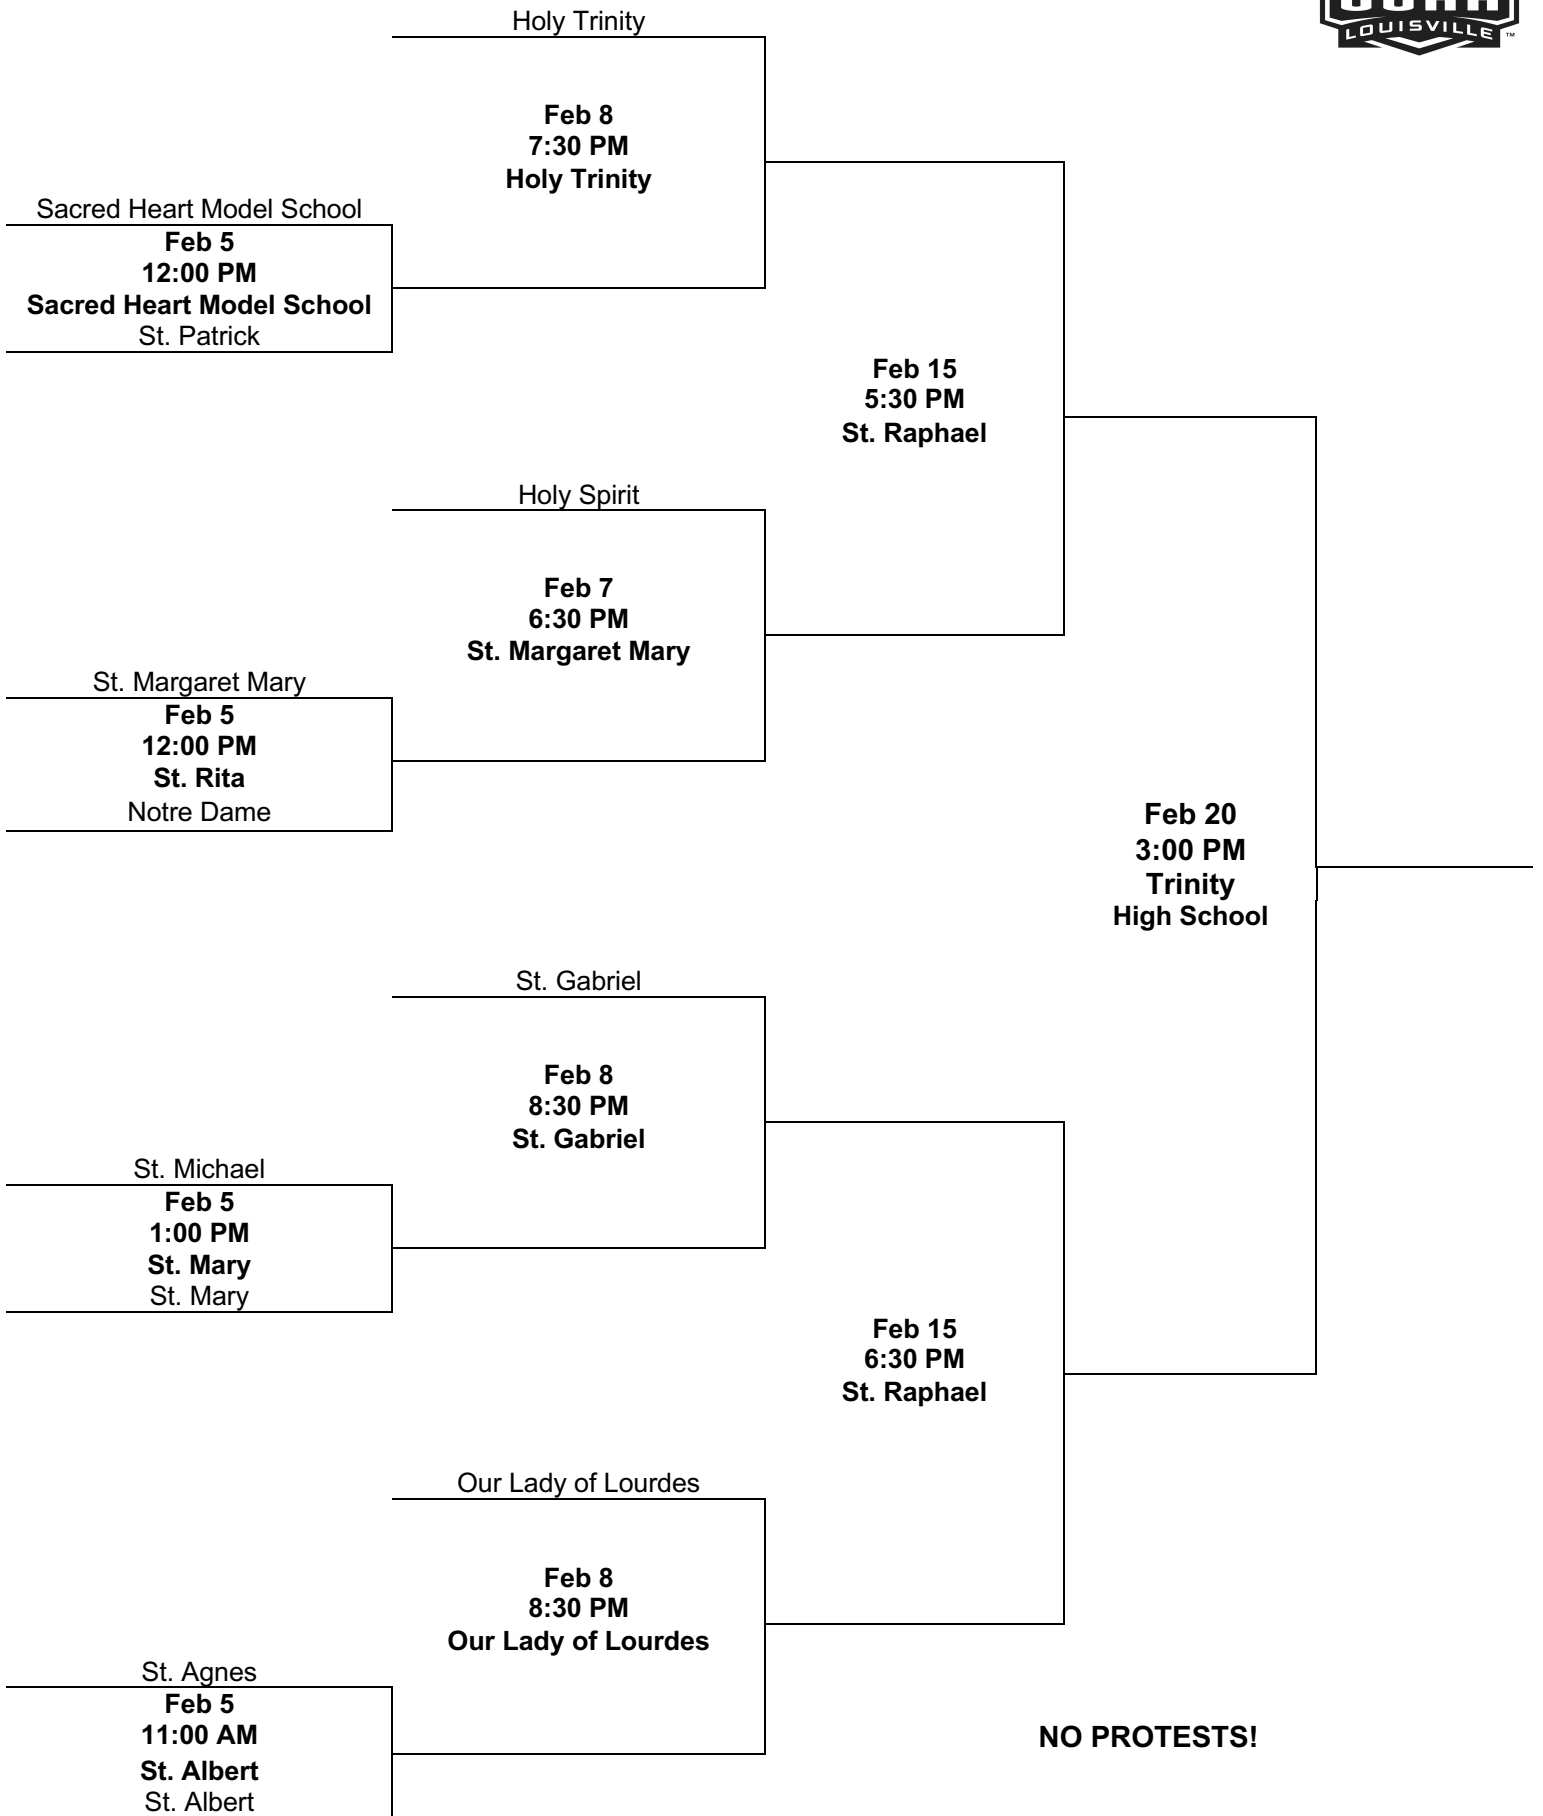 Holy Trinity
LOUISVILLE™
Feb 8
7:30 PM
Holy Trinity
Sacred Heart Model School
Feb 5
12:00 PM
Sacred Heart Model School
St. Patrick
Feb 15
5:30 PM
St. Raphael
Holy Spirit
Feb 7
6:30 PM
St. Margaret Mary
St. Margaret Mary
Feb 5
12:00 PM
St. Rita
Notre Dame
Feb 20
3:00 PM
Trinity
High School
St. Gabriel
Feb 8
8:30 PM
St. Gabriel
St. Michael
Feb 5
1:00 PM
St. Mary
St. Mary
Feb 15
6:30 PM
St. Raphael
Our Lady of Lourdes
Feb 8
8:30 PM
Our Lady of Lourdes
St. Agnes
Feb 5
11:00 AM
St. Albert
St. Albert
NO PROTESTS!